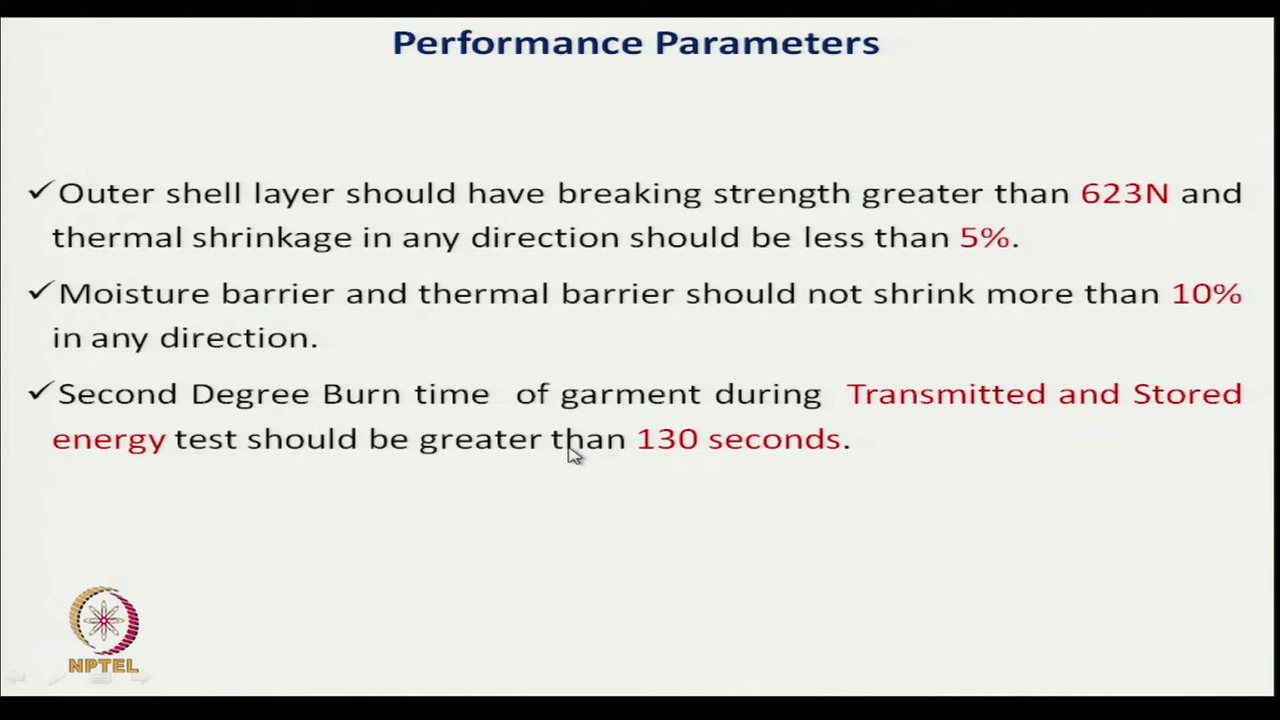 Performance Parameters
✓Outer shell layer should have breaking strength greater than 623N and
thermal shrinkage in any direction should be less than 5%.
✓Moisture barrier and thermal barrier should not shrink more than 10%
in any direction.
✓Second Degree Burn time of garment during Transmitted and Stored
energy test should be greater than 130 seconds.
NPTEL